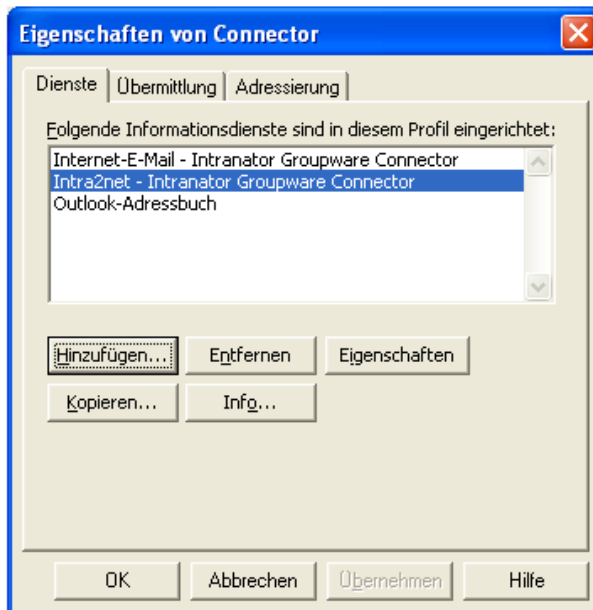 Eigenschaften von Connector
Dienste Übermittlung Adressierung
Folgende Informationsdienste sind in diesem Profil eingerichtet:
Internet-E-Mail - Intranator Groupware Connector
Intra2net - Intranator Groupware Connector
Outlook-Adressbuch
Hinzufügen... Entfernen Eigenschaften
Kopieren... Info...
OK Abbrechen Übernehmen Hilfe